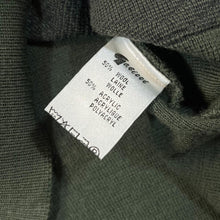 50% WOOL
LAINE
WOLLE
50% ACRYLIC
ACRYLIQUE
POLYACRYL